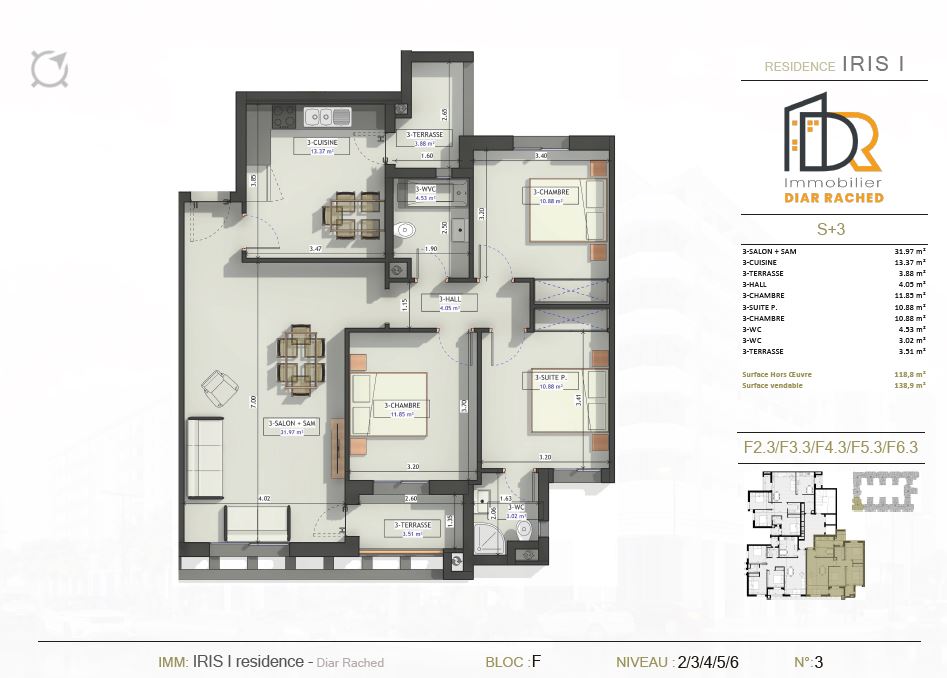 RESIDENCE IRIS I
DR
Immobilier
DIAR RACHED
S+3
3-SALON + SAM 31.97 m²
3-CUISINE 13.37 m²
3-TERRASSE 3.88 m²
3-HALL 4.05 m²
3-CHAMBRE 11.85 m²
3-SUITE P. 10.88 m²
3-CHAMBRE 10.88 m²
3-WC 4.53 m²
3-WC 3.02 m²
3-TERRASSE 3.51 m²
Surface Hors Œuvre 118,8 m²
Surface vendable 138,9 m²
F2.3/F3.3/F4.3/F5.3/F6.3
2.65
3-TERRASSE
3.88 m²
1.60
3-CUISINE
13.37 m²
3.85
3.47
3-WVC
4.53 m²
2.50
1.90
3.40
3-CHAMBRE
10.88 m²
3.20
3-HALL
4.05 m²
1.15
7.00
3-SALON + SAM
31.97 m²
4.02
3-CHAMBRE
11.85 m²
3.70
3.20
3-SUITE P.
10.88 m²
3.41
3.20
2.60
3-TERRASSE
3.51 m²
1.35
1.63
2.06
3-WC
3.02 m²
IMM: IRIS I residence - Diar Rached
BLOC : F
NIVEAU : 2/3/4/5/6
N°: 3